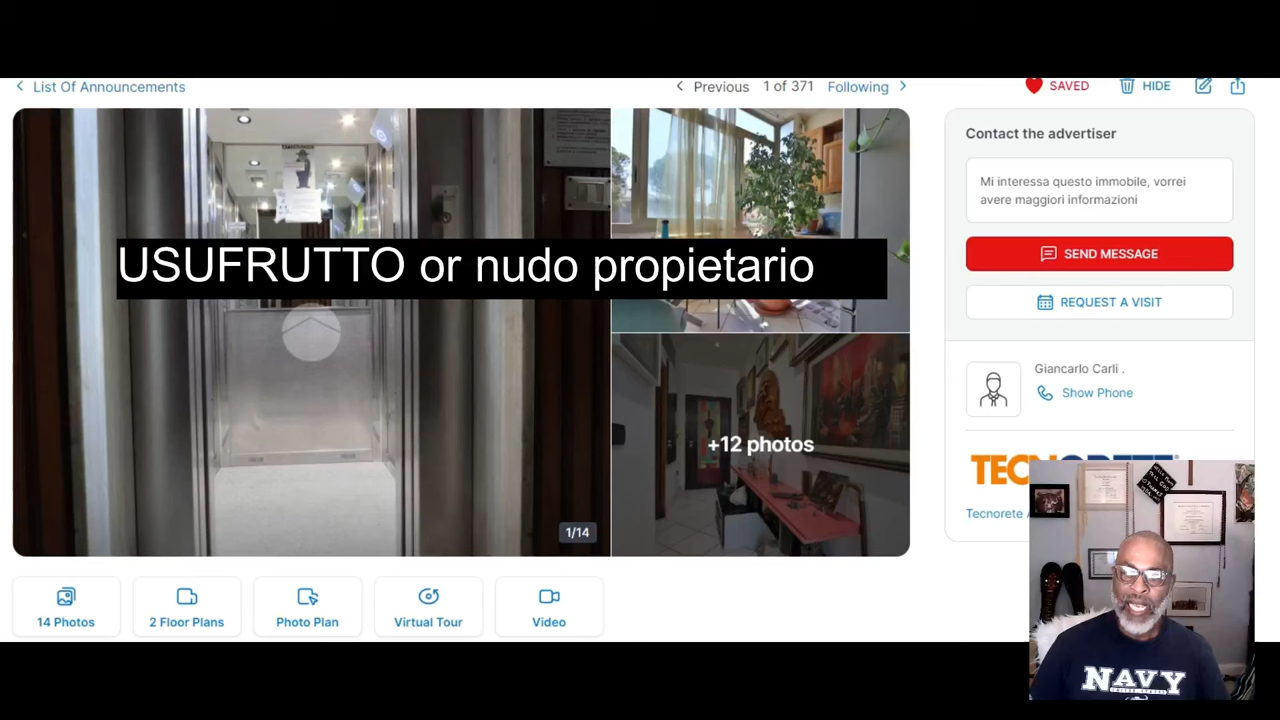 List Of Announcements
Previous 1 of 371 Following
SAVED HIDE
USUFRUTTO or nudo propietario
+12 photos
1/14
14 Photos
2 Floor Plans
Photo Plan
Virtual Tour
Video
Contact the advertiser
Mi interessa questo immobile, vorrei
avere maggiori informazioni
SEND MESSAGE
REQUEST A VISIT
Giancarlo Carli .
Show Phone
Tecnorete
NAVY